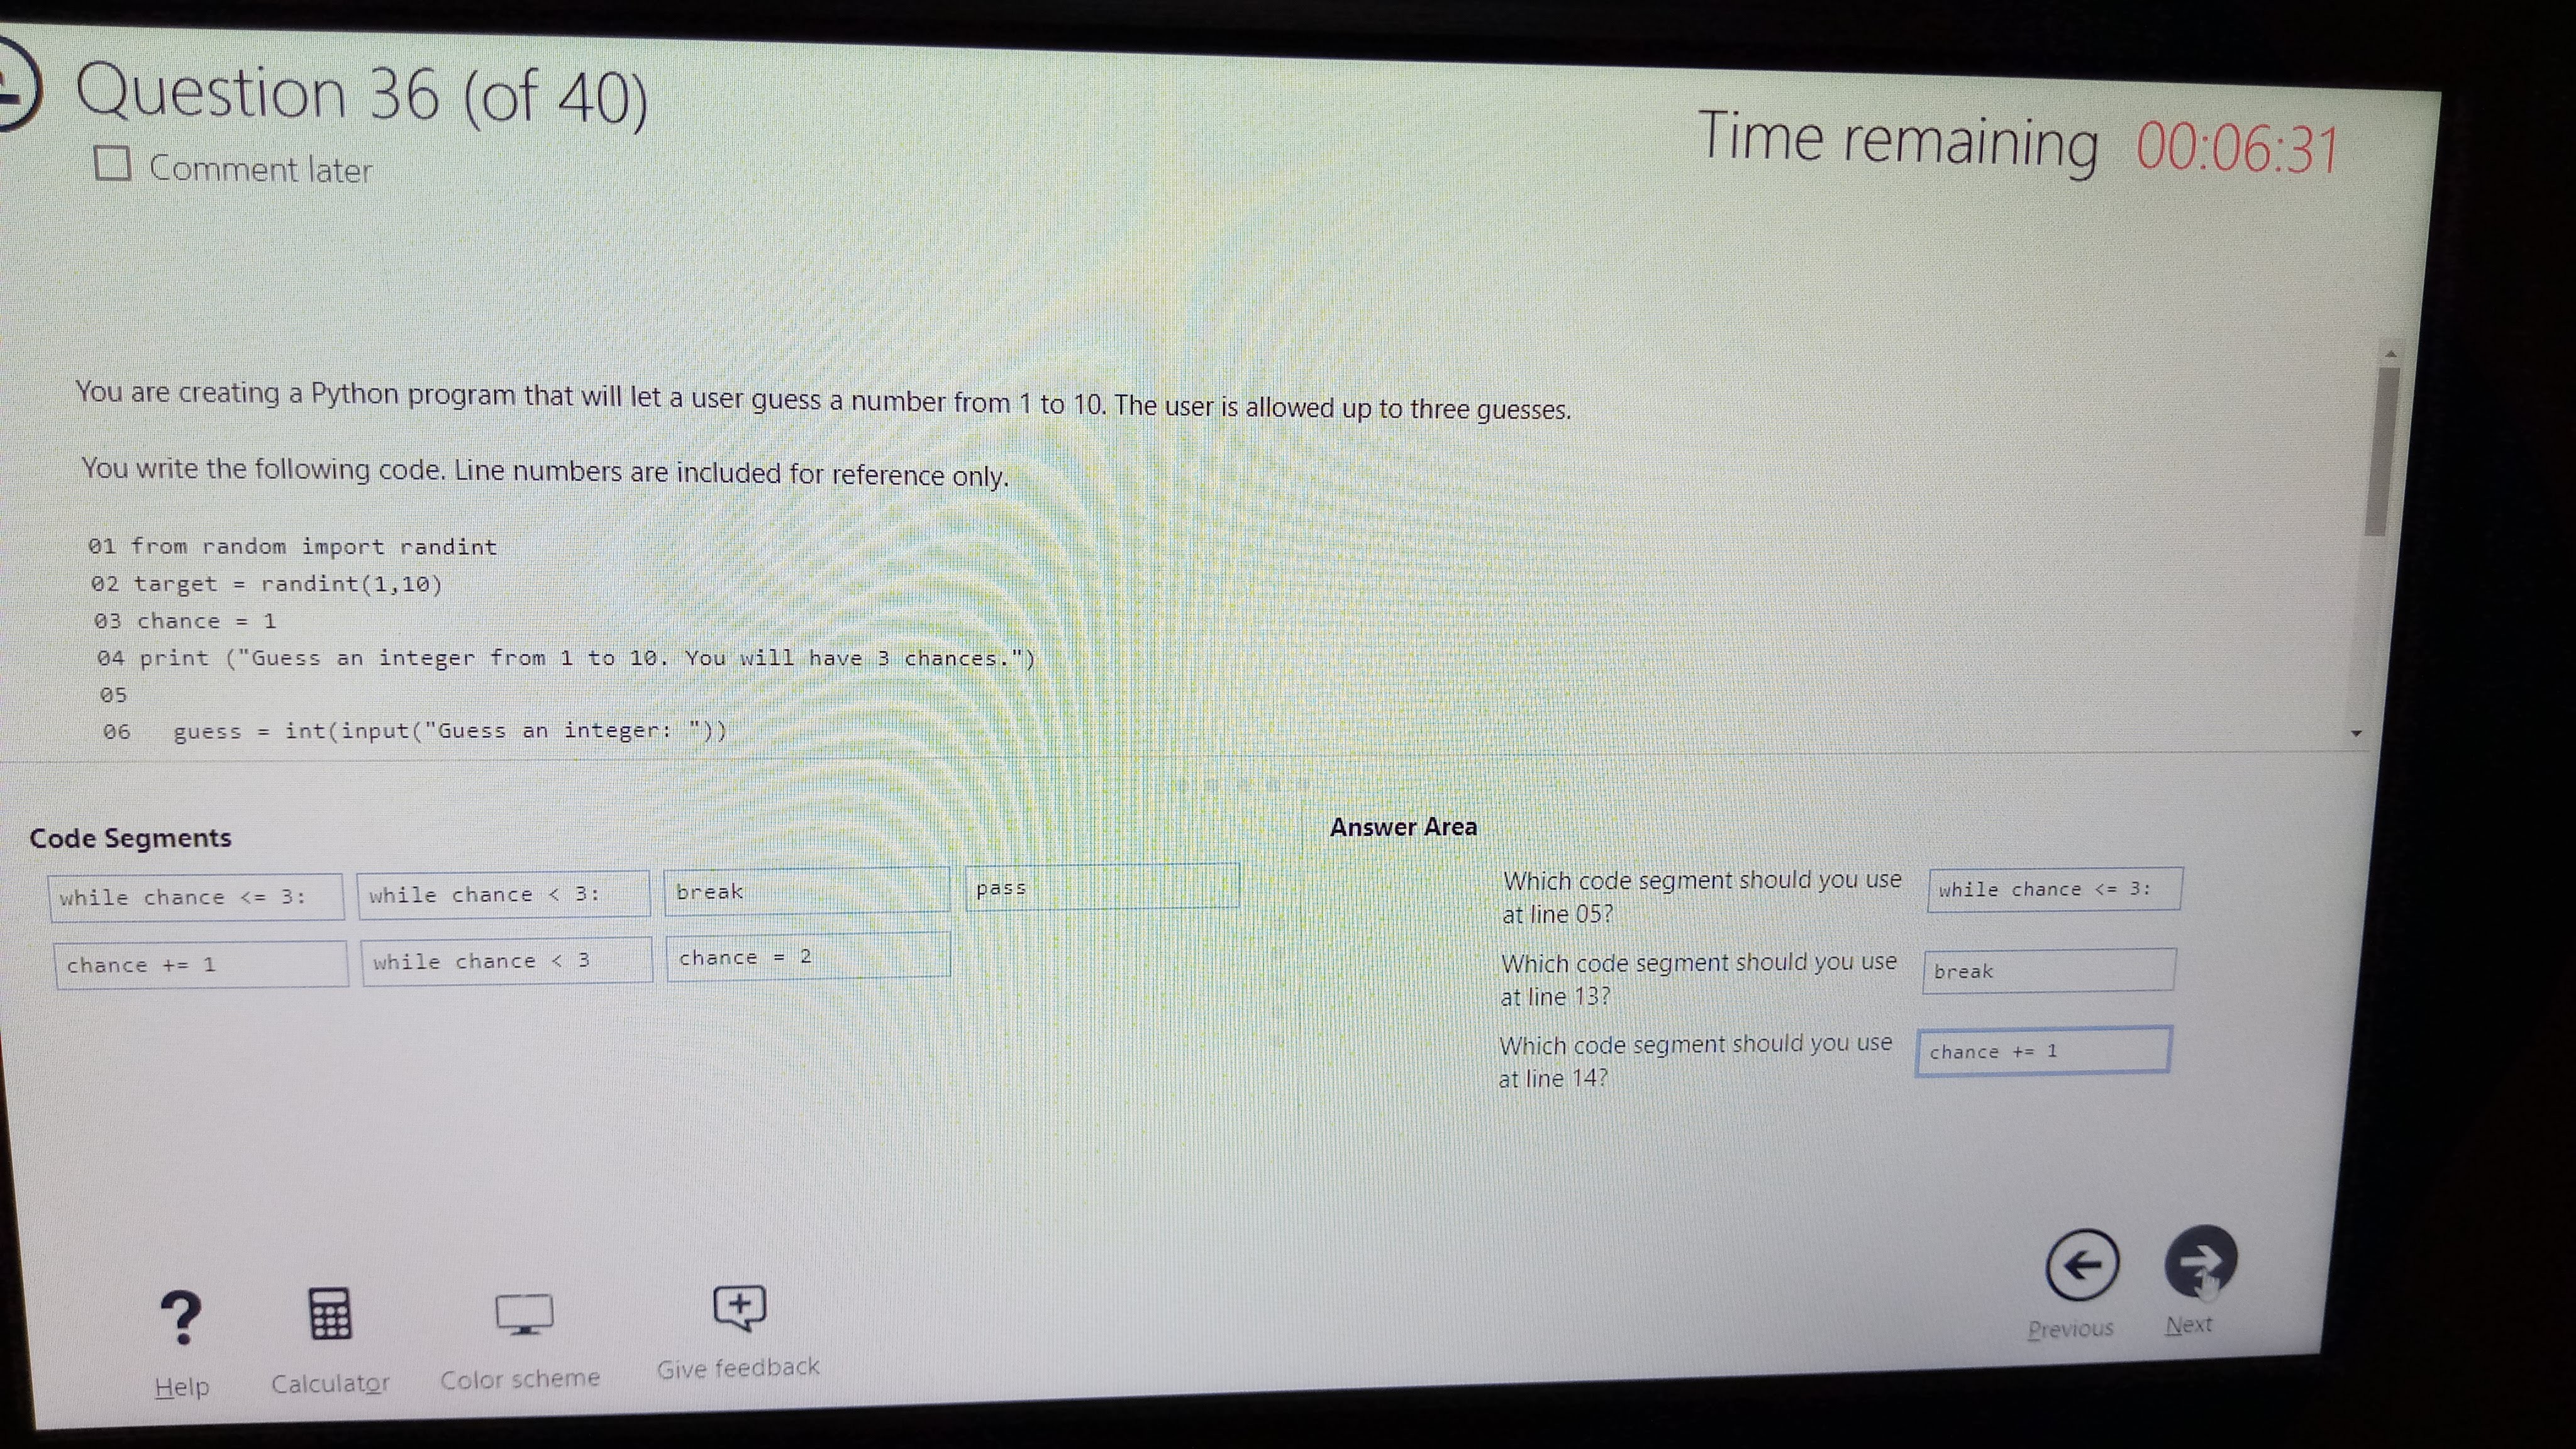 Question 36 (of 40)
Comment later
Time remaining 00:06:31
You are creating a Python program that will let a user guess a number from 1 to 10. The user is allowed up to three guesses.
You write the following code. Line numbers are included for reference only.
01 from random import randint
02 target = randint(1,10)
03 chance = 1
04 print ("Guess an integer from 1 to 10. You will have 3 chances.")
05
06 guess = int(input("Guess an integer: "))
Code Segments
while chance <= 3:
while chance < 3:
break
pass
chance += 1
while chance < 3
chance = 2
Answer Area
Which code segment should you use
at line 05?
while chance <= 3:
Which code segment should you use
at line 13?
break
Which code segment should you use
at line 14?
chance += 1
Help
Calculator
Color scheme
Give feedback
Previous
Next